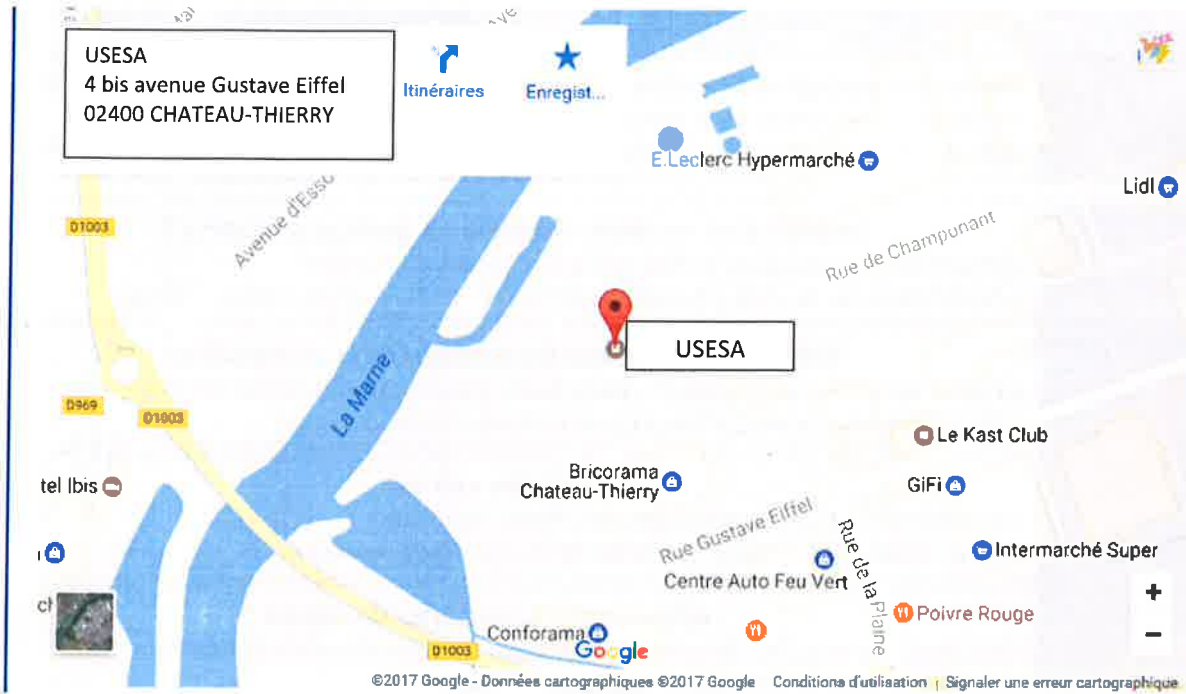 USESA
4 bis avenue Gustave Eiffel
02400 CHATEAU-THIERRY
Itinéraires
Enregist...
E.Leclerc Hypermarché
Lidl
D1003
Avenue d'Esso
Rue de Champunant
USESA
La Marne
D969
D1003
Le Kast Club
tel Ibis
Bricorama
Chateau-Thierry
GiFi
Rue Gustave Eiffel
Rue de la Plaine
Intermarché Super
Centre Auto Feu Vert
+
Poivre Rouge
−
Conforama
D1003
Google
©2017 Google - Données cartographiques ©2017 Google Conditions d'utilisation | Signaler une erreur cartographique